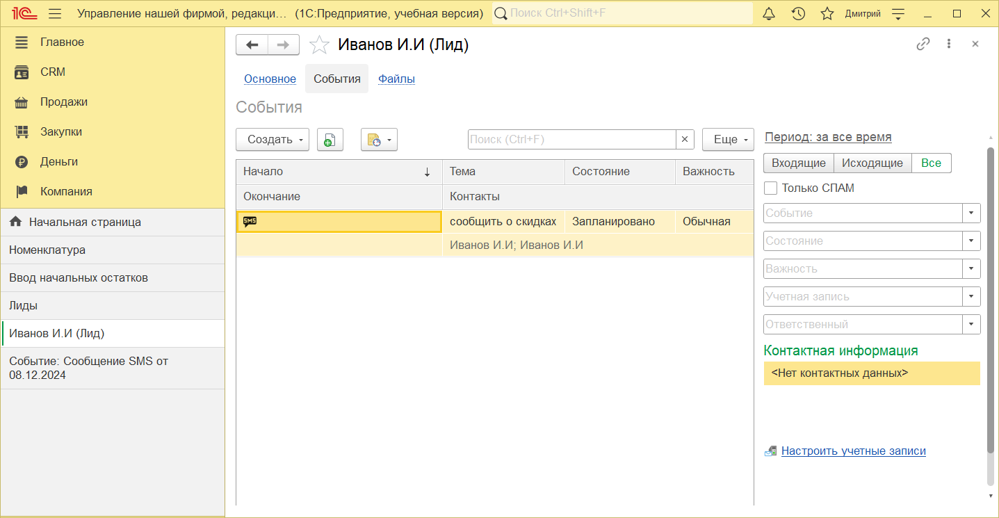 1С Управление нашей фирмой, редакци... (1С:Предприятие, учебная версия) Поиск Ctrl+Shift+F Дмитрий
Главное
CRM
Продажи
Закупки
Деньги
Компания
Начальная страница
Номенклатура
Ввод начальных остатков
Лиды
Иванов И.И (Лид)
Событие: Сообщение SMS от
08.12.2024
Иванов И.И (Лид)
Основное События Файлы
События
Создать Поиск (Ctrl+F) Еще
Начало Тема Состояние Важность
Окончание Контакты
SMS сообщить о скидках Запланировано Обычная
Иванов И.И; Иванов И.И
Период: за все время
Входящие Исходящие Все
Только СПАМ
Событие
Состояние
Важность
Учетная запись
Ответственный
Контактная информация
<Нет контактных данных>
Настроить учетные записи